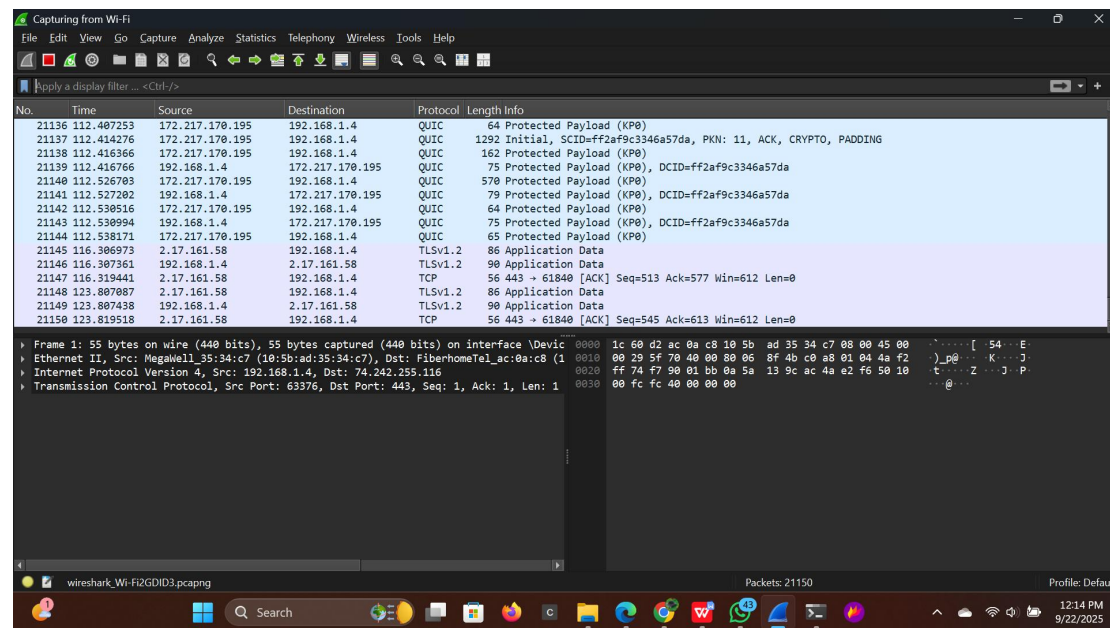 Capturing from Wi-Fi
File Edit View Go Capture Analyze Statistics Telephony Wireless Tools Help
Apply a display filter ... <Ctrl-/>
No. Time Source Destination Protocol Length Info
21136 112.407253 172.217.170.195 192.168.1.4 QUIC 64 Protected Payload (KP0)
21137 112.414276 172.217.170.195 192.168.1.4 QUIC 1292 Initial, SCID=ff2af9c3346a57da, PKN: 11, ACK, CRYPTO, PADDING
21138 112.416366 172.217.170.195 192.168.1.4 QUIC 162 Protected Payload (KP0)
21139 112.416766 192.168.1.4 172.217.170.195 QUIC 75 Protected Payload (KP0), DCID=ff2af9c3346a57da
21140 112.526703 172.217.170.195 192.168.1.4 QUIC 570 Protected Payload (KP0)
21141 112.527202 192.168.1.4 172.217.170.195 QUIC 79 Protected Payload (KP0), DCID=ff2af9c3346a57da
21142 112.530516 172.217.170.195 192.168.1.4 QUIC 64 Protected Payload (KP0)
21143 112.530994 192.168.1.4 172.217.170.195 QUIC 75 Protected Payload (KP0), DCID=ff2af9c3346a57da
21144 112.538171 172.217.170.195 192.168.1.4 QUIC 65 Protected Payload (KP0)
21145 116.306973 2.17.161.58 192.168.1.4 TLSv1.2 86 Application Data
21146 116.307361 192.168.1.4 2.17.161.58 TLSv1.2 90 Application Data
21147 116.319441 2.17.161.58 192.168.1.4 TCP 56 443 → 61840 [ACK] Seq=513 Ack=577 Win=612 Len=0
21148 123.807087 2.17.161.58 192.168.1.4 TLSv1.2 86 Application Data
21149 123.807438 192.168.1.4 2.17.161.58 TLSv1.2 90 Application Data
21150 123.819518 2.17.161.58 192.168.1.4 TCP 56 443 → 61840 [ACK] Seq=545 Ack=613 Win=612 Len=0
Frame 1: 55 bytes on wire (440 bits), 55 bytes captured (440 bits) on interface \Devic
Ethernet II, Src: MegaWell_35:34:c7 (10:5b:ad:35:34:c7), Dst: FiberhomeTel_ac:0a:c8 (1
Internet Protocol Version 4, Src: 192.168.1.4, Dst: 74.242.255.116
Transmission Control Protocol, Src Port: 63376, Dst Port: 443, Seq: 1, Ack: 1, Len: 1
0000 1c 60 d2 ac 0a c8 10 5b ad 35 34 c7 08 00 45 00 ·`·····[ ·54···E·
0010 00 29 5f 70 40 00 80 06 8f 4b c0 a8 01 04 4a f2 ·)_p@··· ·K····J·
0020 ff 74 f7 90 01 bb 0a 5a 13 9c ac 4a e2 f6 50 10 ·t·····Z ···J··P·
0030 00 fc fc 40 00 00 00 ···@···
wireshark_Wi-Fi2GDID3.pcapng
Packets: 21150
Profile: Defau
1
Search
C
W
43
12:14 PM
9/22/2025